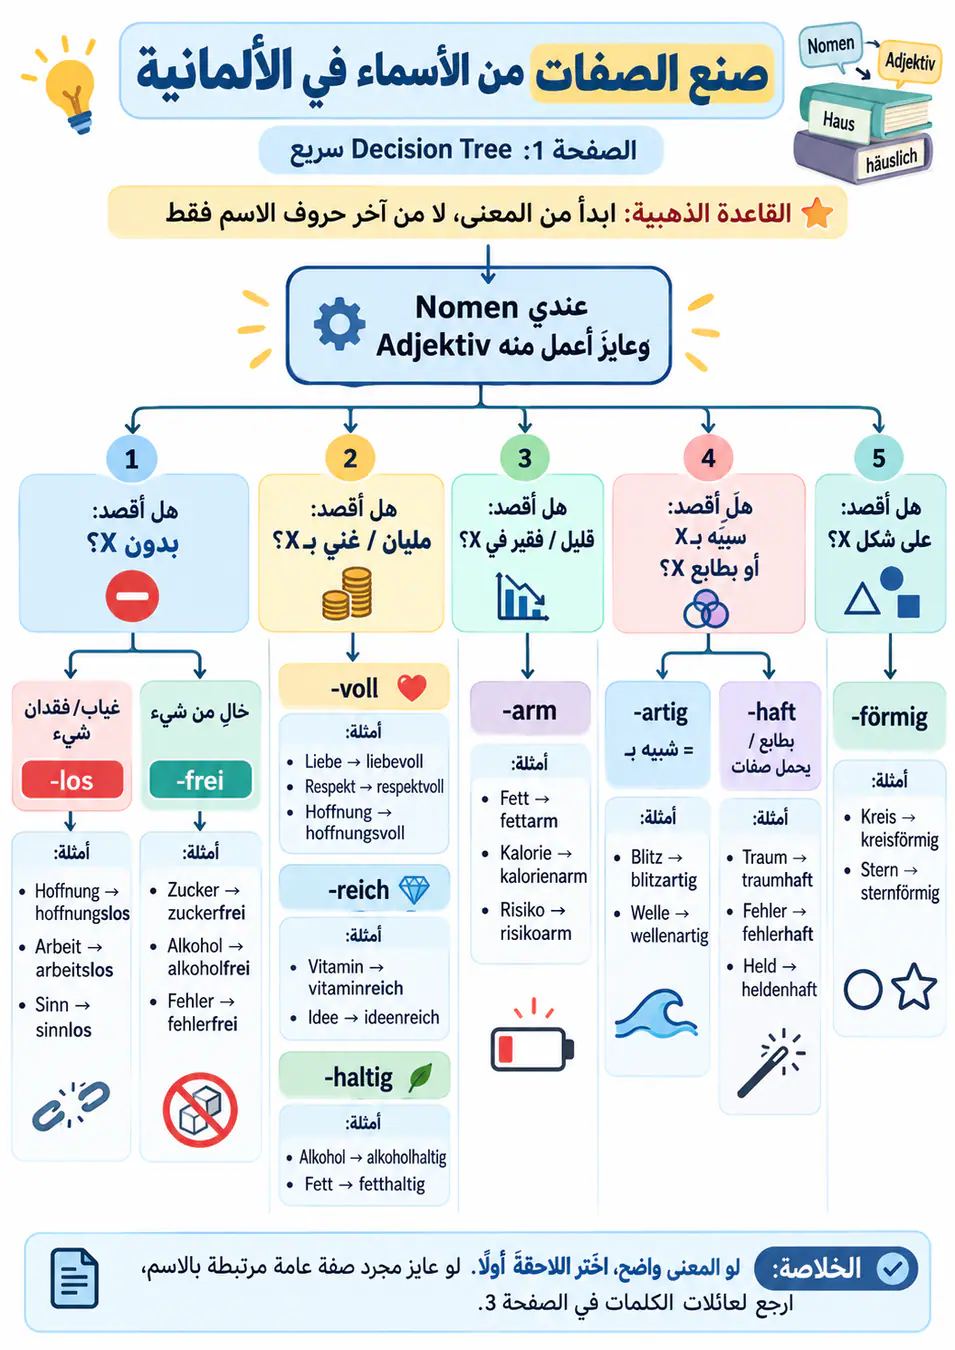 صنع الصفات من الأسماء في الألمانية
Nomen
Adjektiv
Haus
häuslich
الصفحة 1: Decision Tree سريع
القاعدة الذهبية: ابدأ من المعنى، لا من آخر حروف الاسم فقط
عندي Nomen
وعايزَ أعمل منه Adjektiv
1
هل أقصد:
بدون X؟
2
هل أقصد:
مليان / غني بـ X؟
3
هل أقصد:
قليل / فقير في X؟
4
هلَ أقصد:
سبيَه بـ X
أو بطابع X؟
5
هل أقصد:
على شكل X؟
غياب/ فقدان
شيء
-los
أمثلة:
• Hoffnung →
hoffnungslos
• Arbeit →
arbeitslos
• Sinn →
sinnlos
خالِ من شيء
-frei
أمثلة:
• Zucker →
zuckerfrei
• Alkohol →
alkoholfrei
• Fehler →
fehlerfrei
-voll
أمثلة:
• Liebe → liebevoll
• Respekt → respektvoll
• Hoffnung →
hoffnungsvoll
-reich
أمثلة:
• Vitamin →
vitaminreich
• Idee → ideenreich
-haltig
أمثلة:
• Alkohol → alkoholhaltig
• Fett → fetthaltig
-arm
أمثلة:
• Fett →
fettarm
• Kalorie →
kalorienarm
• Risiko →
risikoarm
-artig
= شبيه بـ
أمثلة:
• Blitz →
blitzartig
• Welle →
wellenartig
-haft
بطابع /
يحمل صفات
أمثلة:
• Traum →
traumhaft
• Fehler →
fehlerhaft
• Held →
heldenhaft
-förmig
أمثلة:
• Kreis →
kreisförmig
• Stern →
sternförmig
الخلاصة: لو المعنى واضح، اختَر اللاحقةَ أولًا. لو عايز مجرد صفة عامة مرتبطة بالاسم،
ارجع لعائلات الكلمات في الصفحة 3.